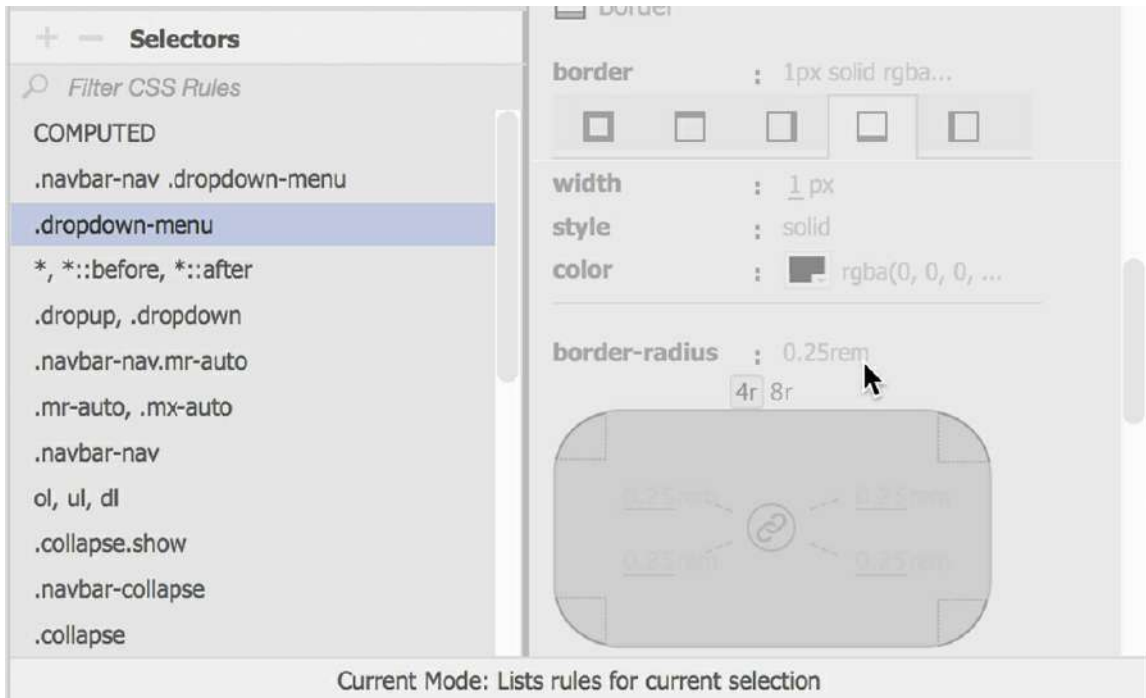 Selectors
Filter CSS Rules
COMPUTED
.navbar-nav .dropdown-menu
.dropdown-menu
*, *::before, *::after
.dropup, .dropdown
.navbar-nav.mr-auto
.mr-auto, .mx-auto
.navbar-nav
ol, ul, dl
.collapse.show
.navbar-collapse
.collapse
Border
border : 1px solid rgba...
width : 1 px
style : solid
color : rgba(0, 0, 0, ...
border-radius : 0.25rem
4r 8r
0.25rem 0.25rem
0.25rem 0.25rem
Current Mode: Lists rules for current selection